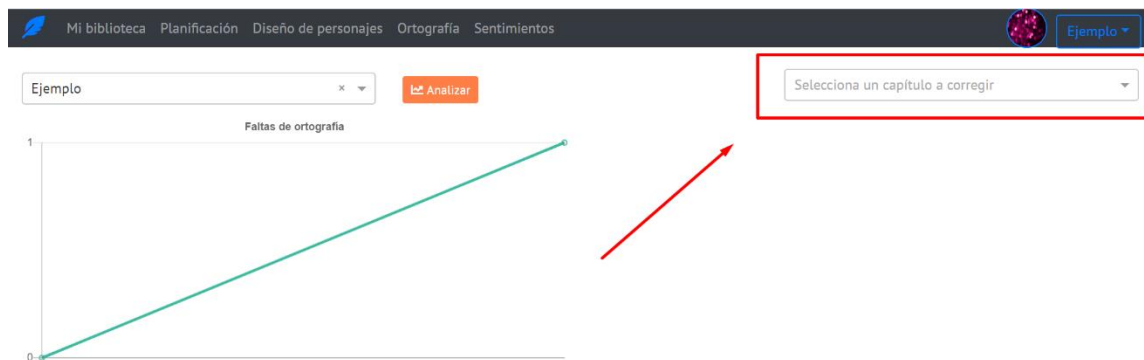 Mi biblioteca Planificación Diseño de personajes Ortografía Sentimientos Ejemplo
Ejemplo × Analizar Selecciona un capítulo a corregir
Faltas de ortografía
1
0